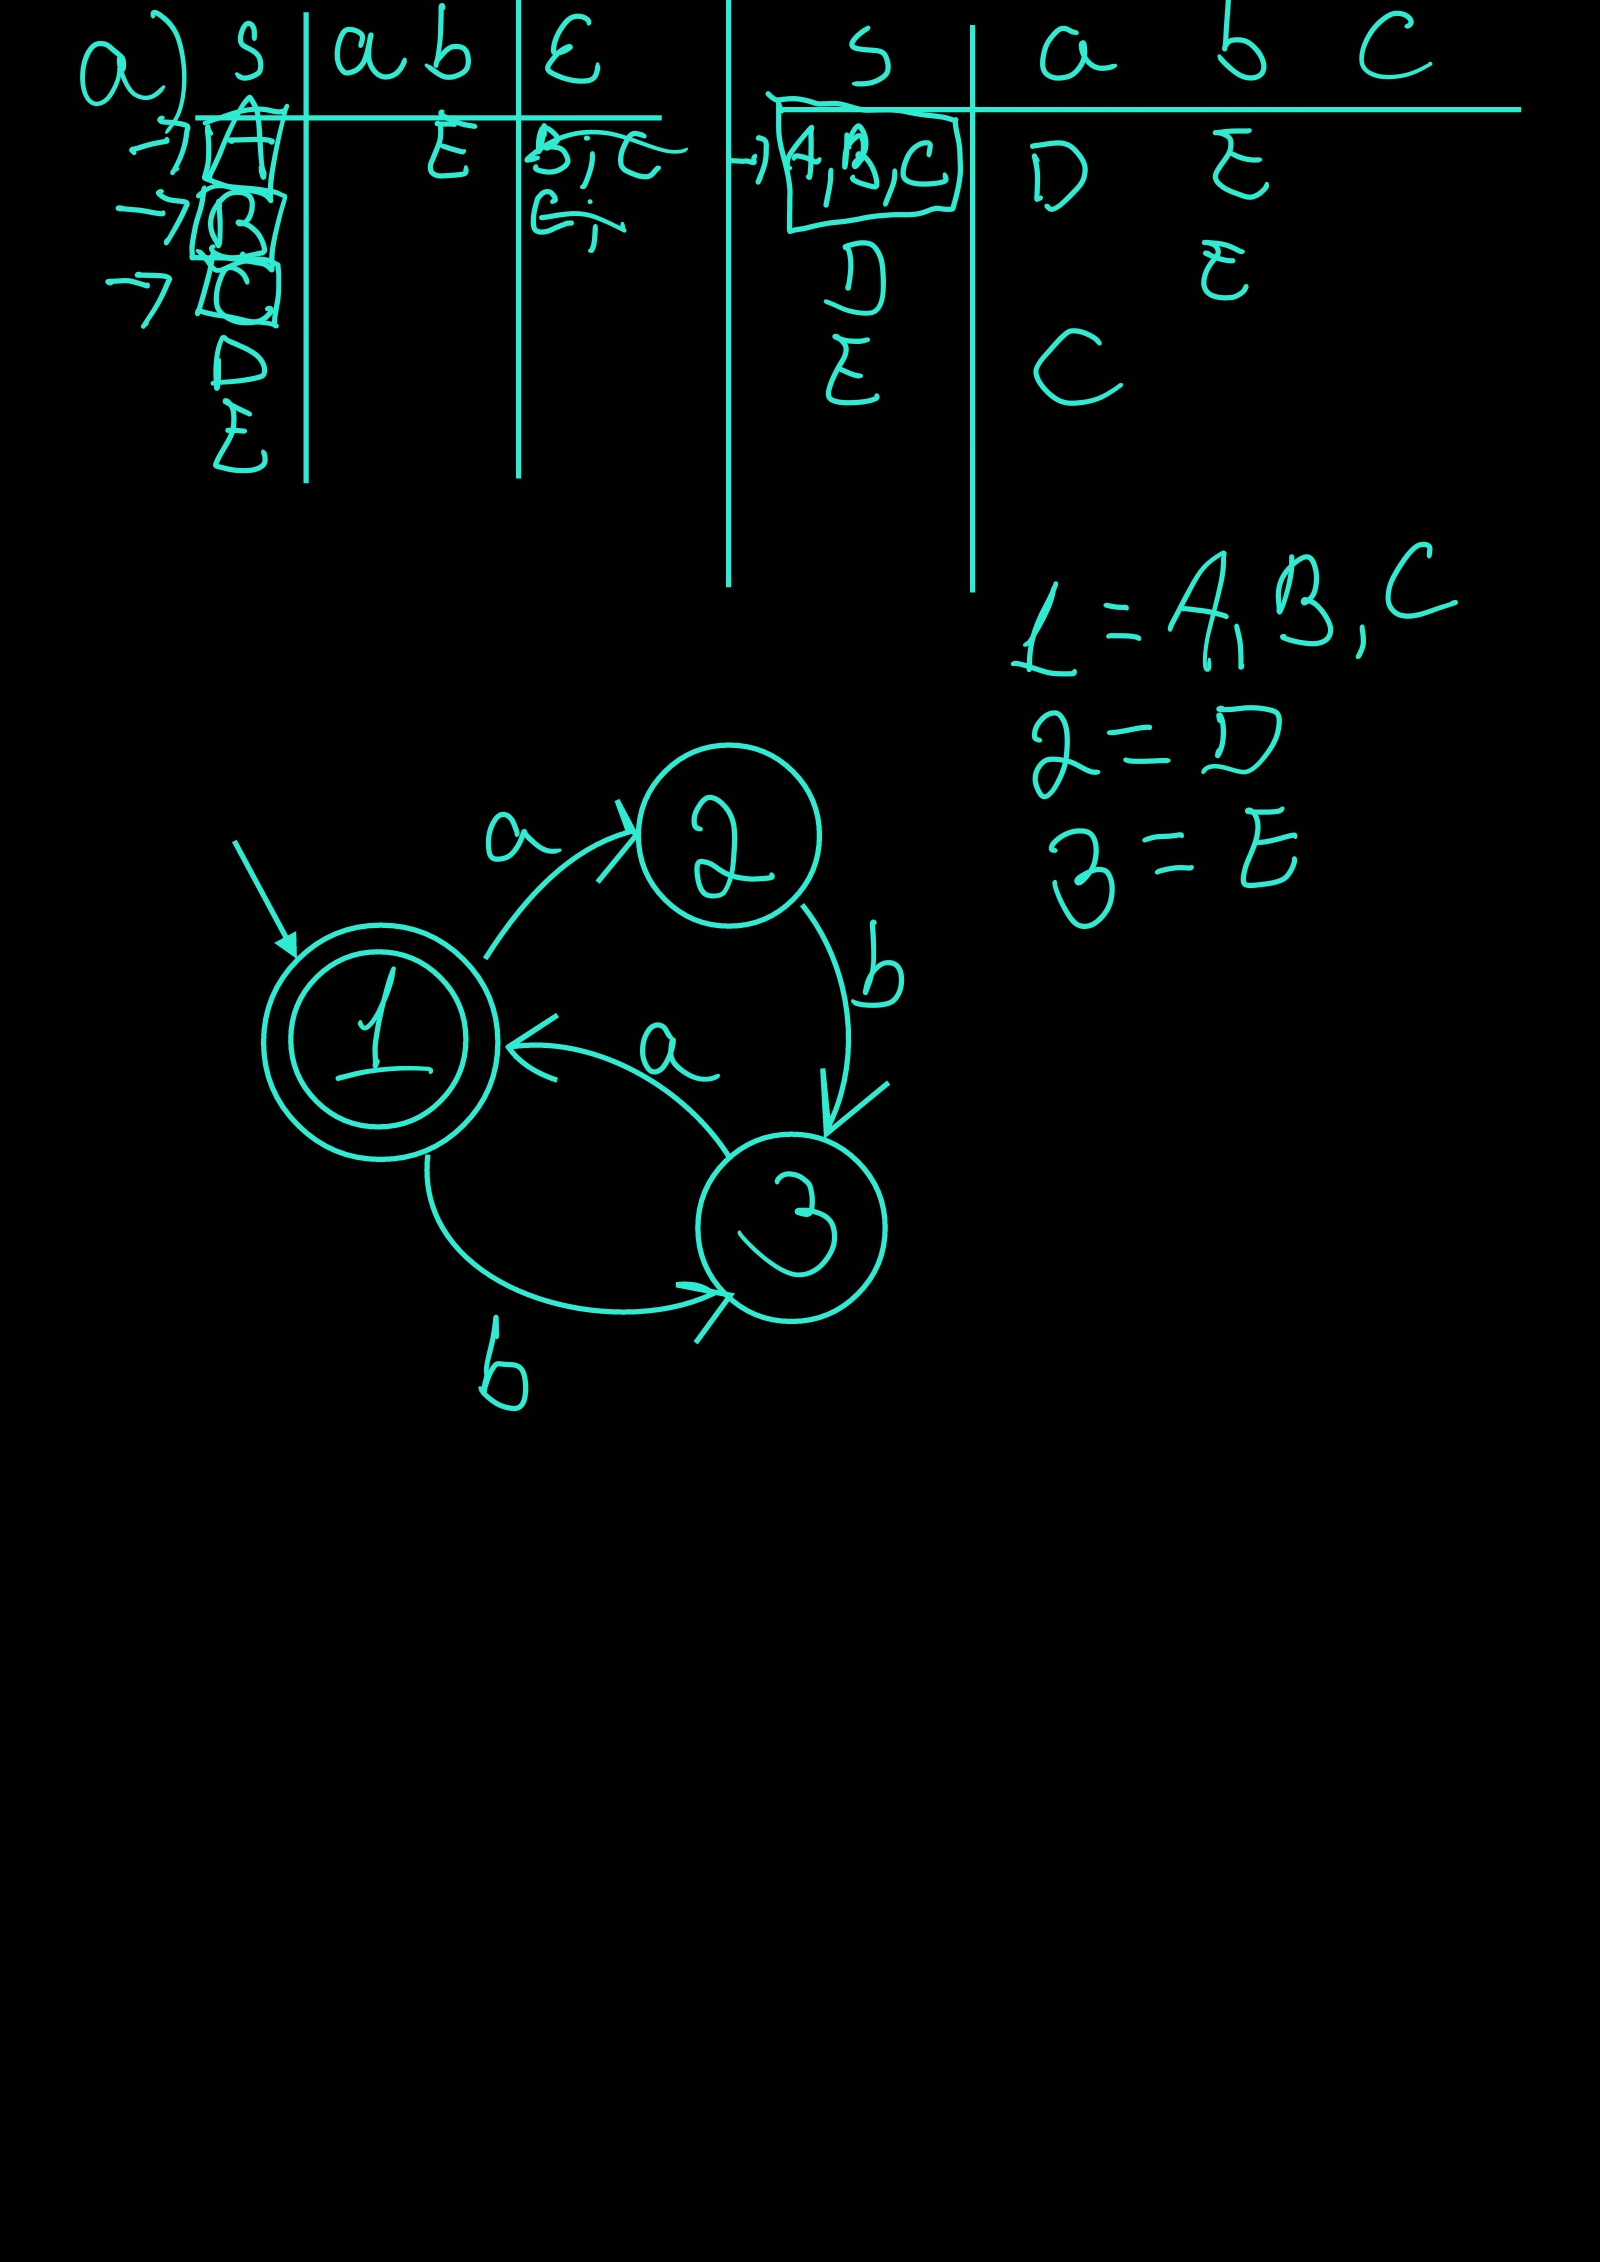 a) S a b ε
→ A E B; C
→ B C;
→ C
D
E
S a b C
→ A, B, C D E
D E
E C
1 = A, B, C
2 = D
3 = E
a
2
b
1
a
3
b